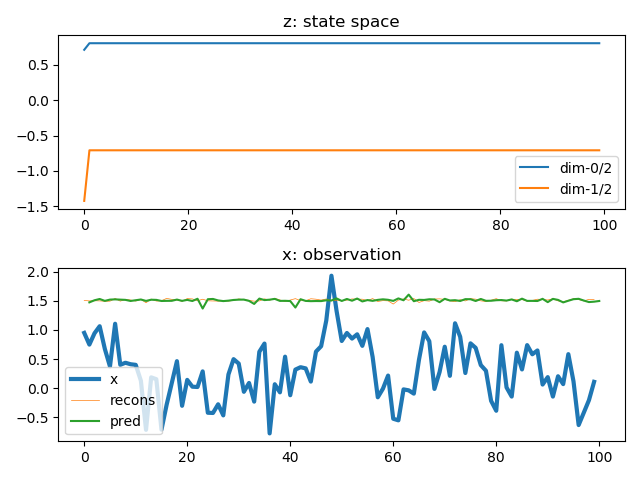 z: state space
0.5
0.0
−0.5
−1.0
−1.5
dim-0/2
dim-1/2
0 20 40 60 80 100
x: observation
2.0
1.5
1.0
0.5
0.0
−0.5
x
recons
pred
0 20 40 60 80 100